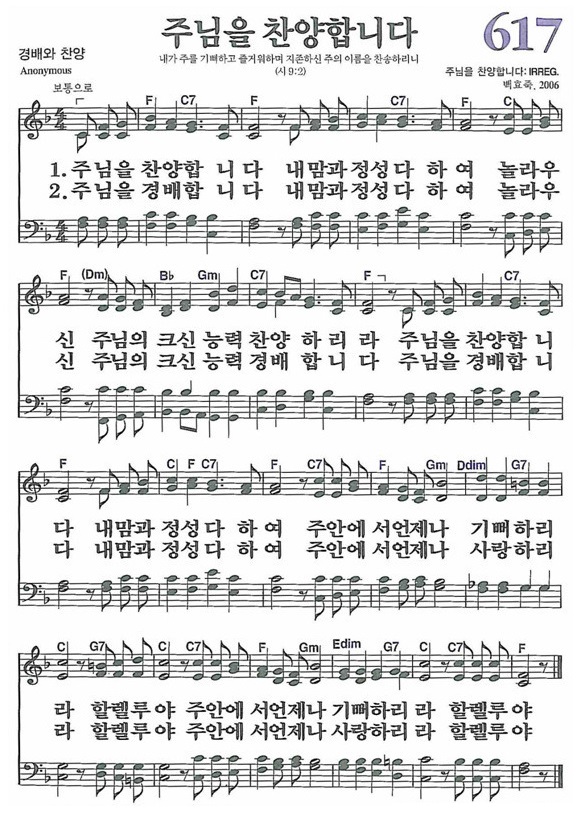 주님을 찬양합니다
617
경배와 찬양
Anonymous
내가 주를 기뻐하고 즐거워하며 지존하신 주의 이름을 찬송하리니
(시 9:2)
주님을 찬양합니다: IRREG.
백효죽, 2006
보통으로
F C7 F C7 F C
1. 주님을 찬양합 니 다 내맘과 정성 다 하 여 놀라우
2. 주님을 경배합 니 다 내맘과 정성 다 하 여 놀라우
F (Dm) Bb Gm C7 F C7
신 주님의 크신 능력 찬양 하 리 라 주님을 찬양합 니
신 주님의 크신 능력 경배 합 니 다 주님을 경배합 니
F C F C7 F C7 F Gm Ddim G7
다 내맘과 정성 다 하 여 주안에 서언제나 기뻐하리
다 내맘과 정성 다 하 여 주안에 서언제나 사랑하리
C G7 C C7 F Gm Edim G7 C C7 F
라 할렐루야 주안에 서언제나 기뻐하리 라 할렐루야
라 할렐루야 주안에 서언제나 사랑하리 라 할렐루야